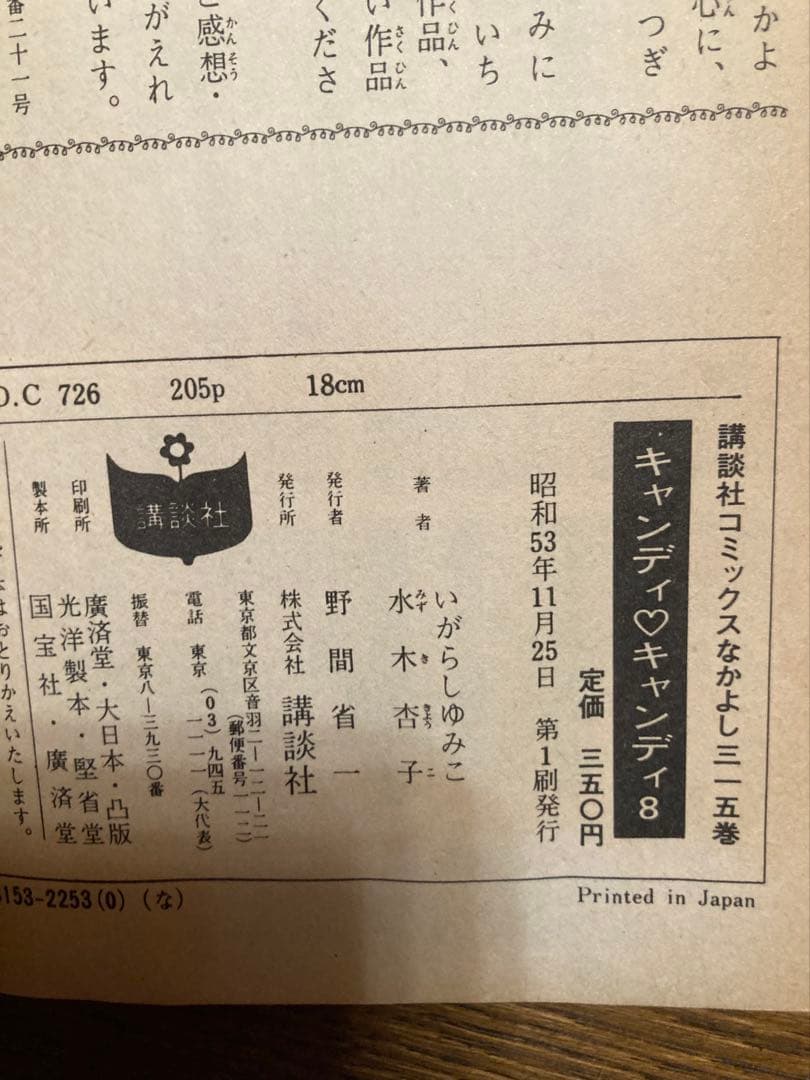 かよ
心に、
つぎ
みに
いち
作品、
い作品
くださ
ご感想・
がえれ
います。
番二十一号
D.C 726 205p 18cm
講談社コミックスなかよし三一五巻
キャンディ♡キャンディ8
定価 三五〇円
昭和53年11月25日 第1刷発行
著者 いがらしゆみこ
水木杏子
発行者 野間省一
発行所 株式会社 講談社
東京都文京区音羽二―一二―二一
(郵便番号一一二)
電話 東京(03)九四五
一一一一(大代表)
振替 東京八―三九三〇番
講談社
印刷所 廣済堂・大日本・凸版
製本所 光洋製本・堅省堂
国宝社・廣済堂
はおとりかえいたします。
153-2253(0) (な)
Printed in Japan